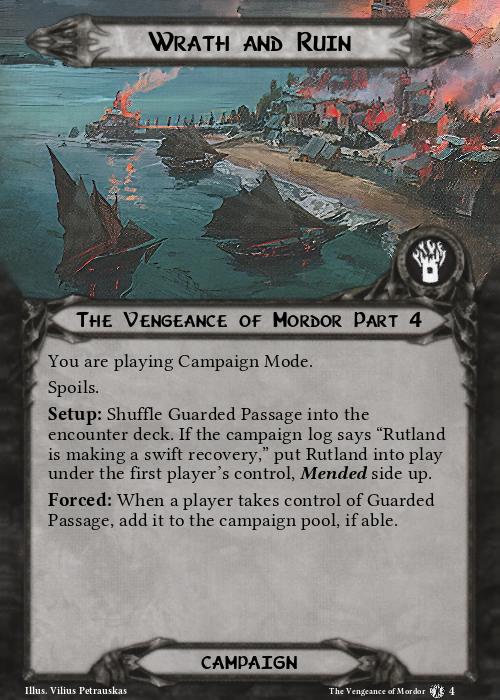 Wrath and Ruin
The Vengeance of Mordor Part 4
You are playing Campaign Mode.
Spoils.
Setup: Shuffle Guarded Passage into the
encounter deck. If the campaign log says “Rutland
is making a swift recovery,” put Rutland into play
under the first player’s control, Mended side up.
Forced: When a player takes control of Guarded
Passage, add it to the campaign pool, if able.
CAMPAIGN
Illus. Vilius Petrauskas
The Vengeance of Mordor 4